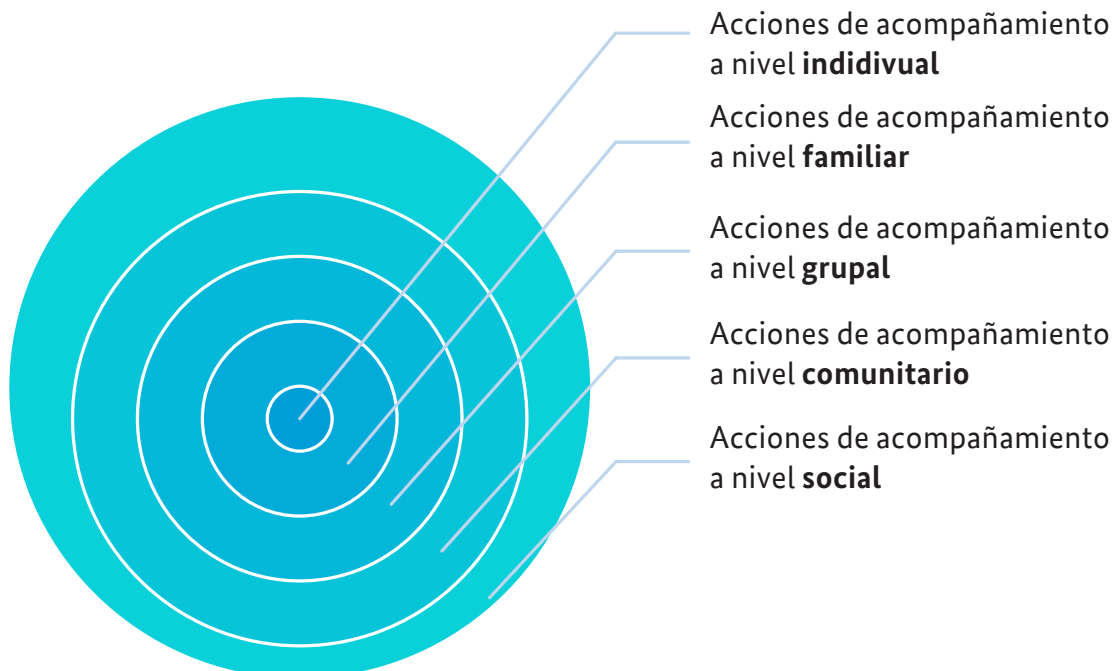 Acciones de acompañamiento
a nivel indidivual
Acciones de acompañamiento
a nivel familiar
Acciones de acompañamiento
a nivel grupal
Acciones de acompañamiento
a nivel comunitario
Acciones de acompañamiento
a nivel social